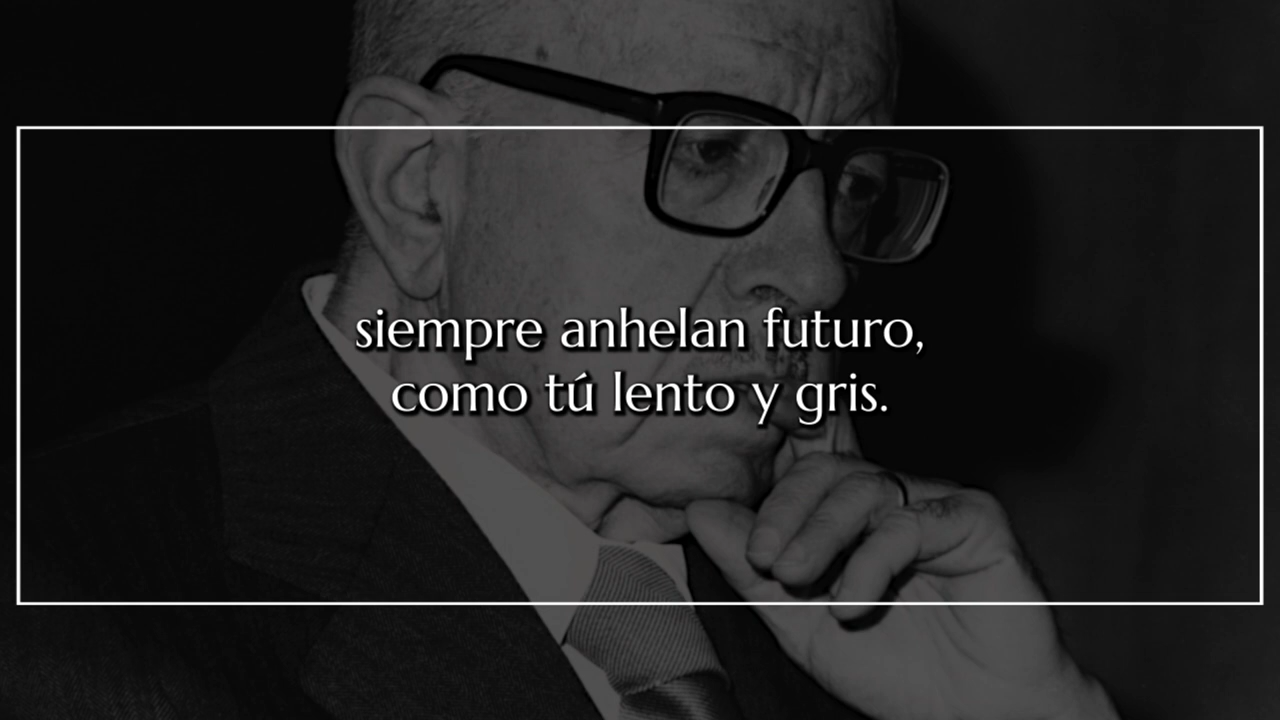 siempre anhelan futuro,
como tú lento y gris.